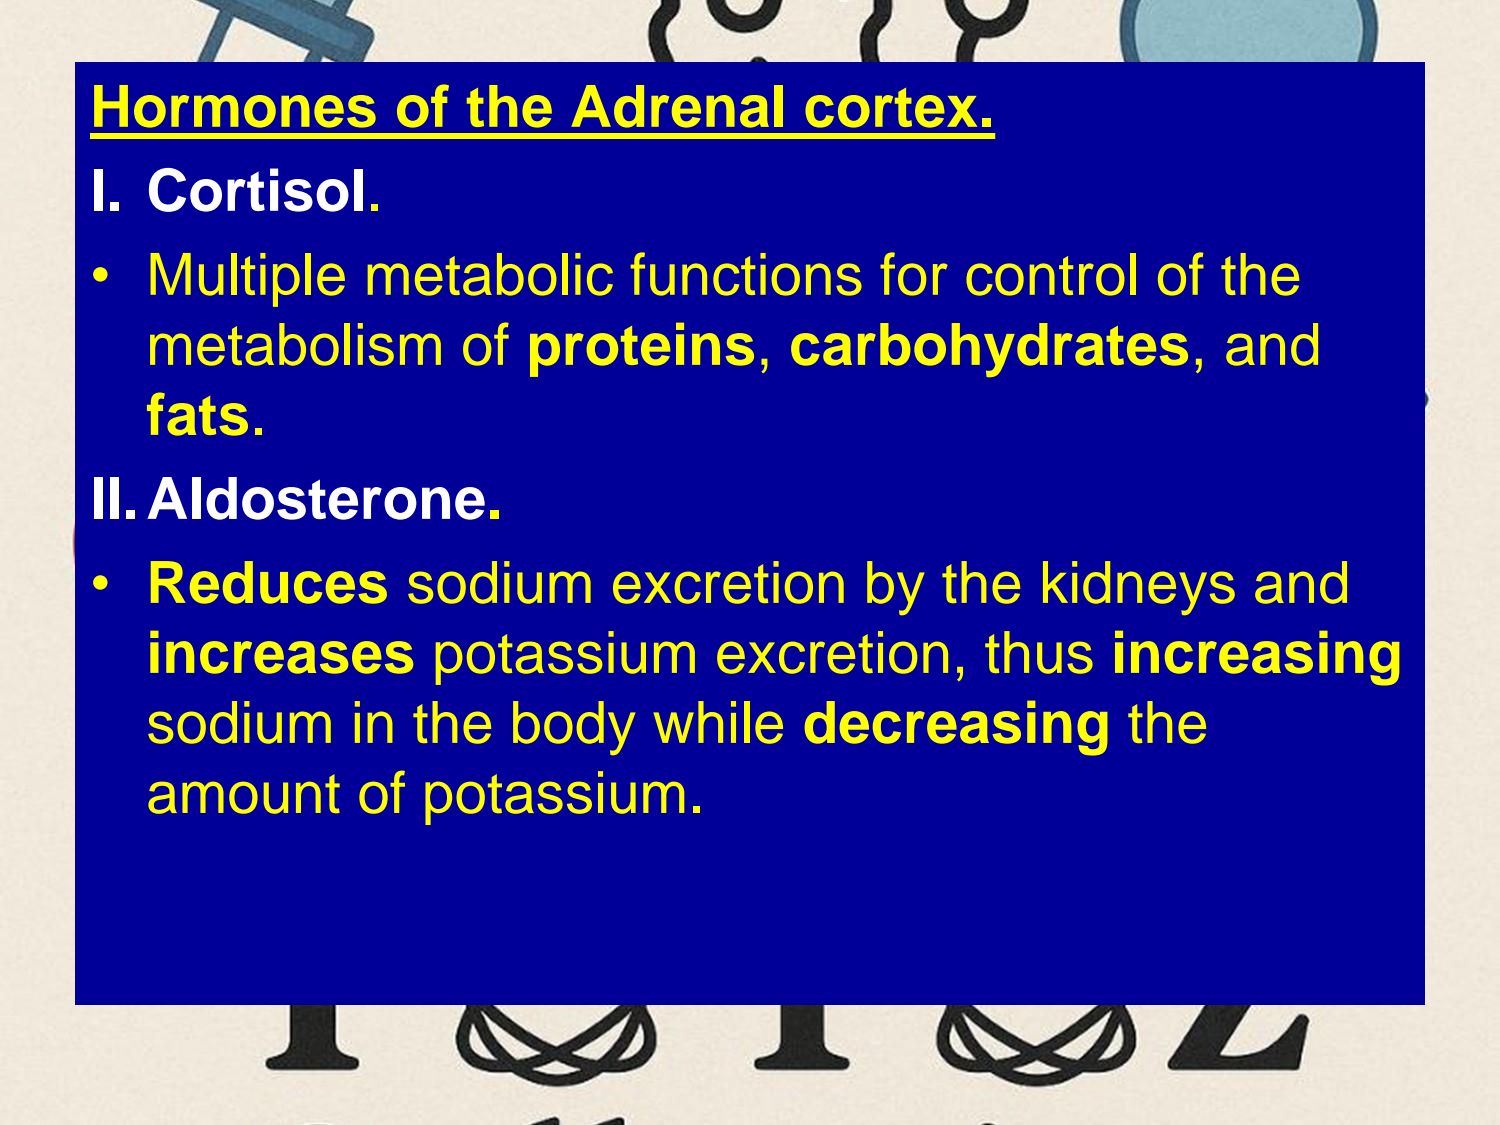 Hormones of the Adrenal cortex.
I. Cortisol.
• Multiple metabolic functions for control of the
metabolism of proteins, carbohydrates, and
fats.
II. Aldosterone.
• Reduces sodium excretion by the kidneys and
increases potassium excretion, thus increasing
sodium in the body while decreasing the
amount of potassium.